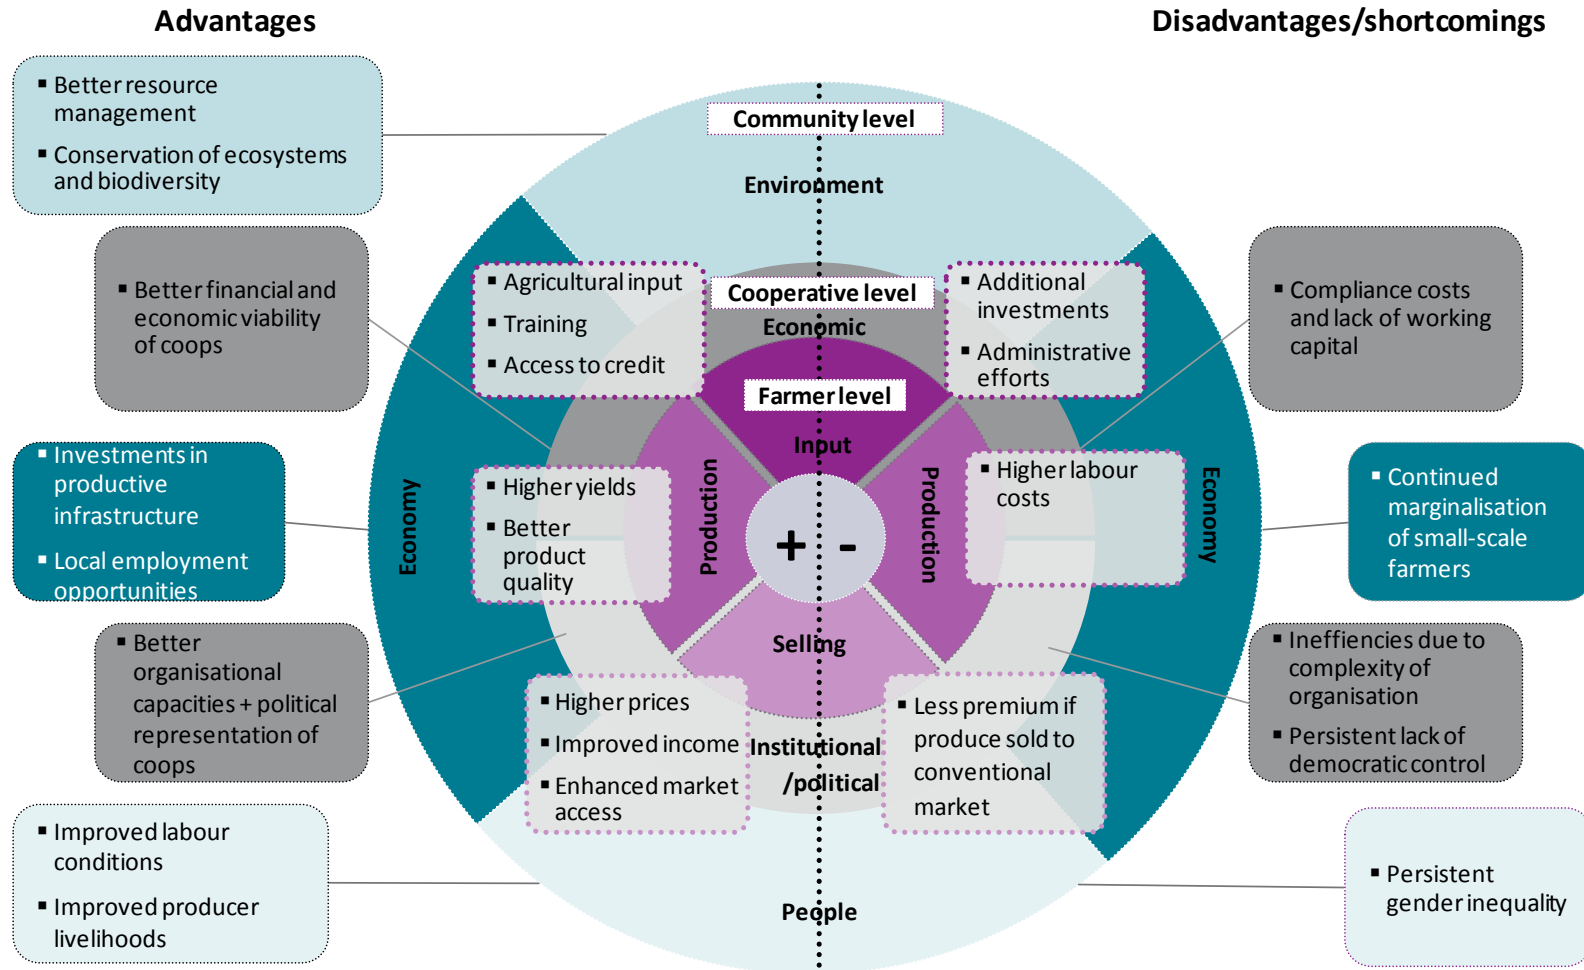 Advantages
Disadvantages/shortcomings
▪ Better resource
management
▪ Conservation of ecosystems
and biodiversity
Community level
Environment
▪ Better financial and
economic viability
of coops
▪ Agricultural input
▪ Training
▪ Access to credit
Cooperative level
Economic
▪ Additional
investments
▪ Administrative
efforts
▪ Compliance costs
and lack of working
capital
Farmer level
Input
▪ Investments in
productive
infrastructure
▪ Local employment
opportunities
Economy
▪ Higher yields
▪ Better
product
quality
Production
+ -
Production
▪ Higher labour
costs
Economy
▪ Continued
marginalisation
of small-scale
farmers
Selling
▪ Better
organisational
capacities + political
representation of
coops
▪ Higher prices
▪ Improved income
▪ Enhanced market
access
Institutional
/political
▪ Less premium if
produce sold to
conventional
market
▪ Ineffiencies due to
complexity of
organisation
▪ Persistent lack of
democratic control
▪ Improved labour
conditions
▪ Improved producer
livelihoods
People
▪ Persistent
gender inequality